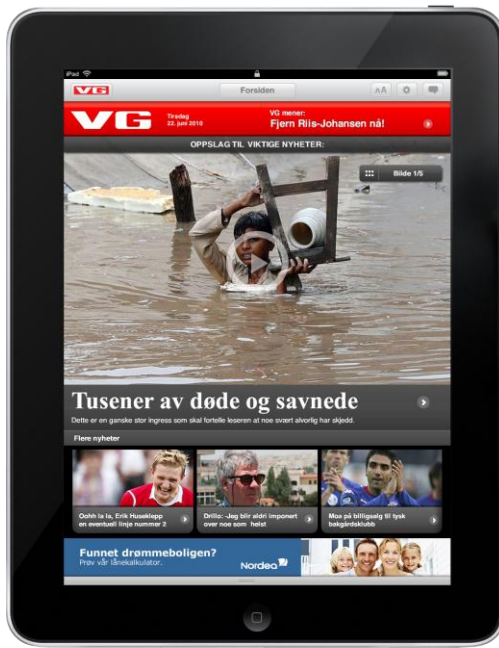 iPad
VG
Forsiden
AA
VG
Tirsdag
22. juni 2010
VG mener:
Fjern Riis-Johansen nå!
OPPSLAG TIL VIKTIGE NYHETER:
Bilde 1/5
Tusener av døde og savnede
Dette er en ganske stor ingress som skal fortelle leseren at noe svært alvorlig har skjedd.
Flere nyheter
Oohh la la, Erik Huseklepp
en eventuell linje nummer 2
Drillo: -Jeg blir aldri imponert
over noe som helst
Moa på billigsalg til tysk
bakgårdsklubb
Funnet drømmeboligen?
Prøv vår lånekalkulator.
Nordea